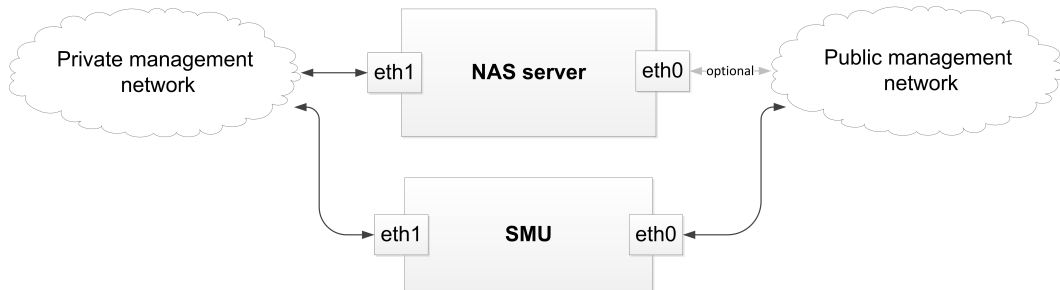 Private management
network
eth1
NAS server
eth0
optional
Public management
network
eth1
SMU
eth0